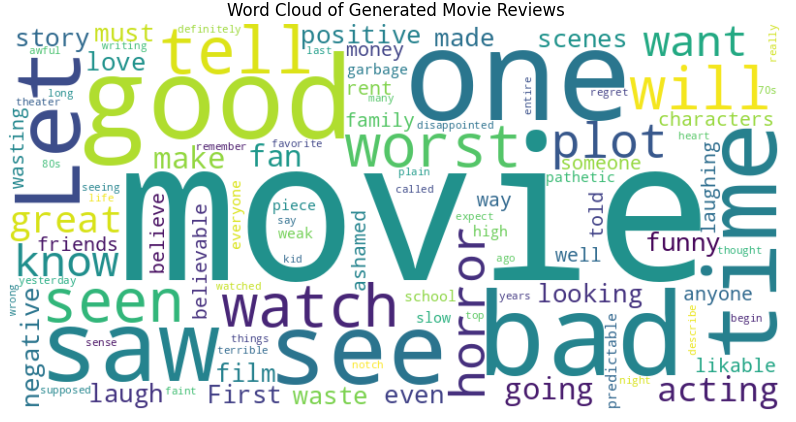 Word Cloud of Generated Movie Reviews
story must definitely positive last made scenes want really
awful writing love tell money
long Let good garbage one entire will 70s
theater rent many regret
wasting family disappointed characters
80s make remember fan favorite worst plot someone heart
seeing movie plain pathetic laughing time
life everyone piece called way told
great believe believable say weak ashamed expect high funny
friends know kid ago well thought
yesterday watched school looking anyone
wrong seen watch slow top horror years bad predictable describe begin
negative saw sense things see
terrible film notch night likable
supposed laugh faint First waste even going acting